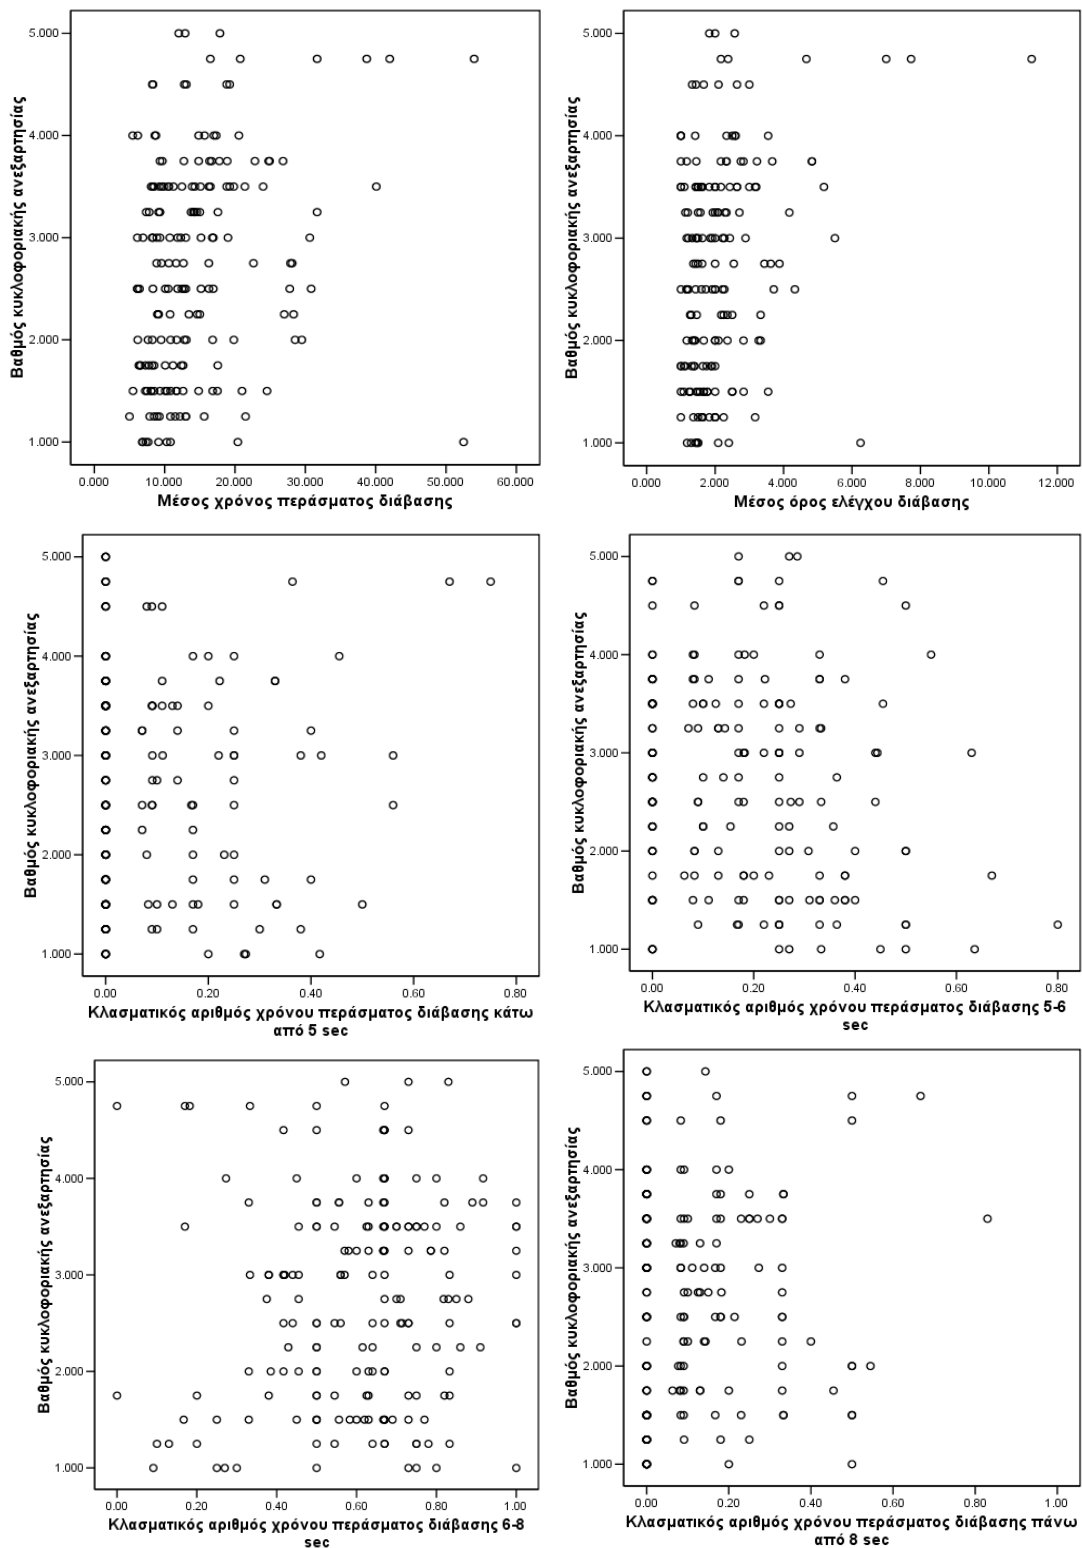 5.000
4.000
3.000
2.000
1.000
Βαθμός κυκλοφοριακής ανεξαρτησίας
0.000 10.000 20.000 30.000 40.000 50.000 60.000
Μέσος χρόνος περάσματος διάβασης
5.000
4.000
3.000
2.000
1.000
Βαθμός κυκλοφοριακής ανεξαρτησίας
0.000 2.000 4.000 6.000 8.000 10.000 12.000
Μέσος όρος ελέγχου διάβασης
5.000
4.000
3.000
2.000
1.000
Βαθμός κυκλοφοριακής ανεξαρτησίας
0.00 0.20 0.40 0.60 0.80
Κλασματικός αριθμός χρόνου περάσματος διάβασης κάτω
από 5 sec
5.000
4.000
3.000
2.000
1.000
Βαθμός κυκλοφοριακής ανεξαρτησίας
0.00 0.20 0.40 0.60 0.80
Κλασματικός αριθμός χρόνου περάσματος διάβασης 5-6
sec
5.000
4.000
3.000
2.000
1.000
Βαθμός κυκλοφοριακής ανεξαρτησίας
0.00 0.20 0.40 0.60 0.80 1.00
Κλασματικός αριθμός χρόνου περάσματος διάβασης 6-8
sec
5.000
4.000
3.000
2.000
1.000
Βαθμός κυκλοφοριακής ανεξαρτησίας
0.00 0.20 0.40 0.60 0.80 1.00
Κλασματικός αριθμός χρόνου περάσματος διάβασης πάνω
από 8 sec